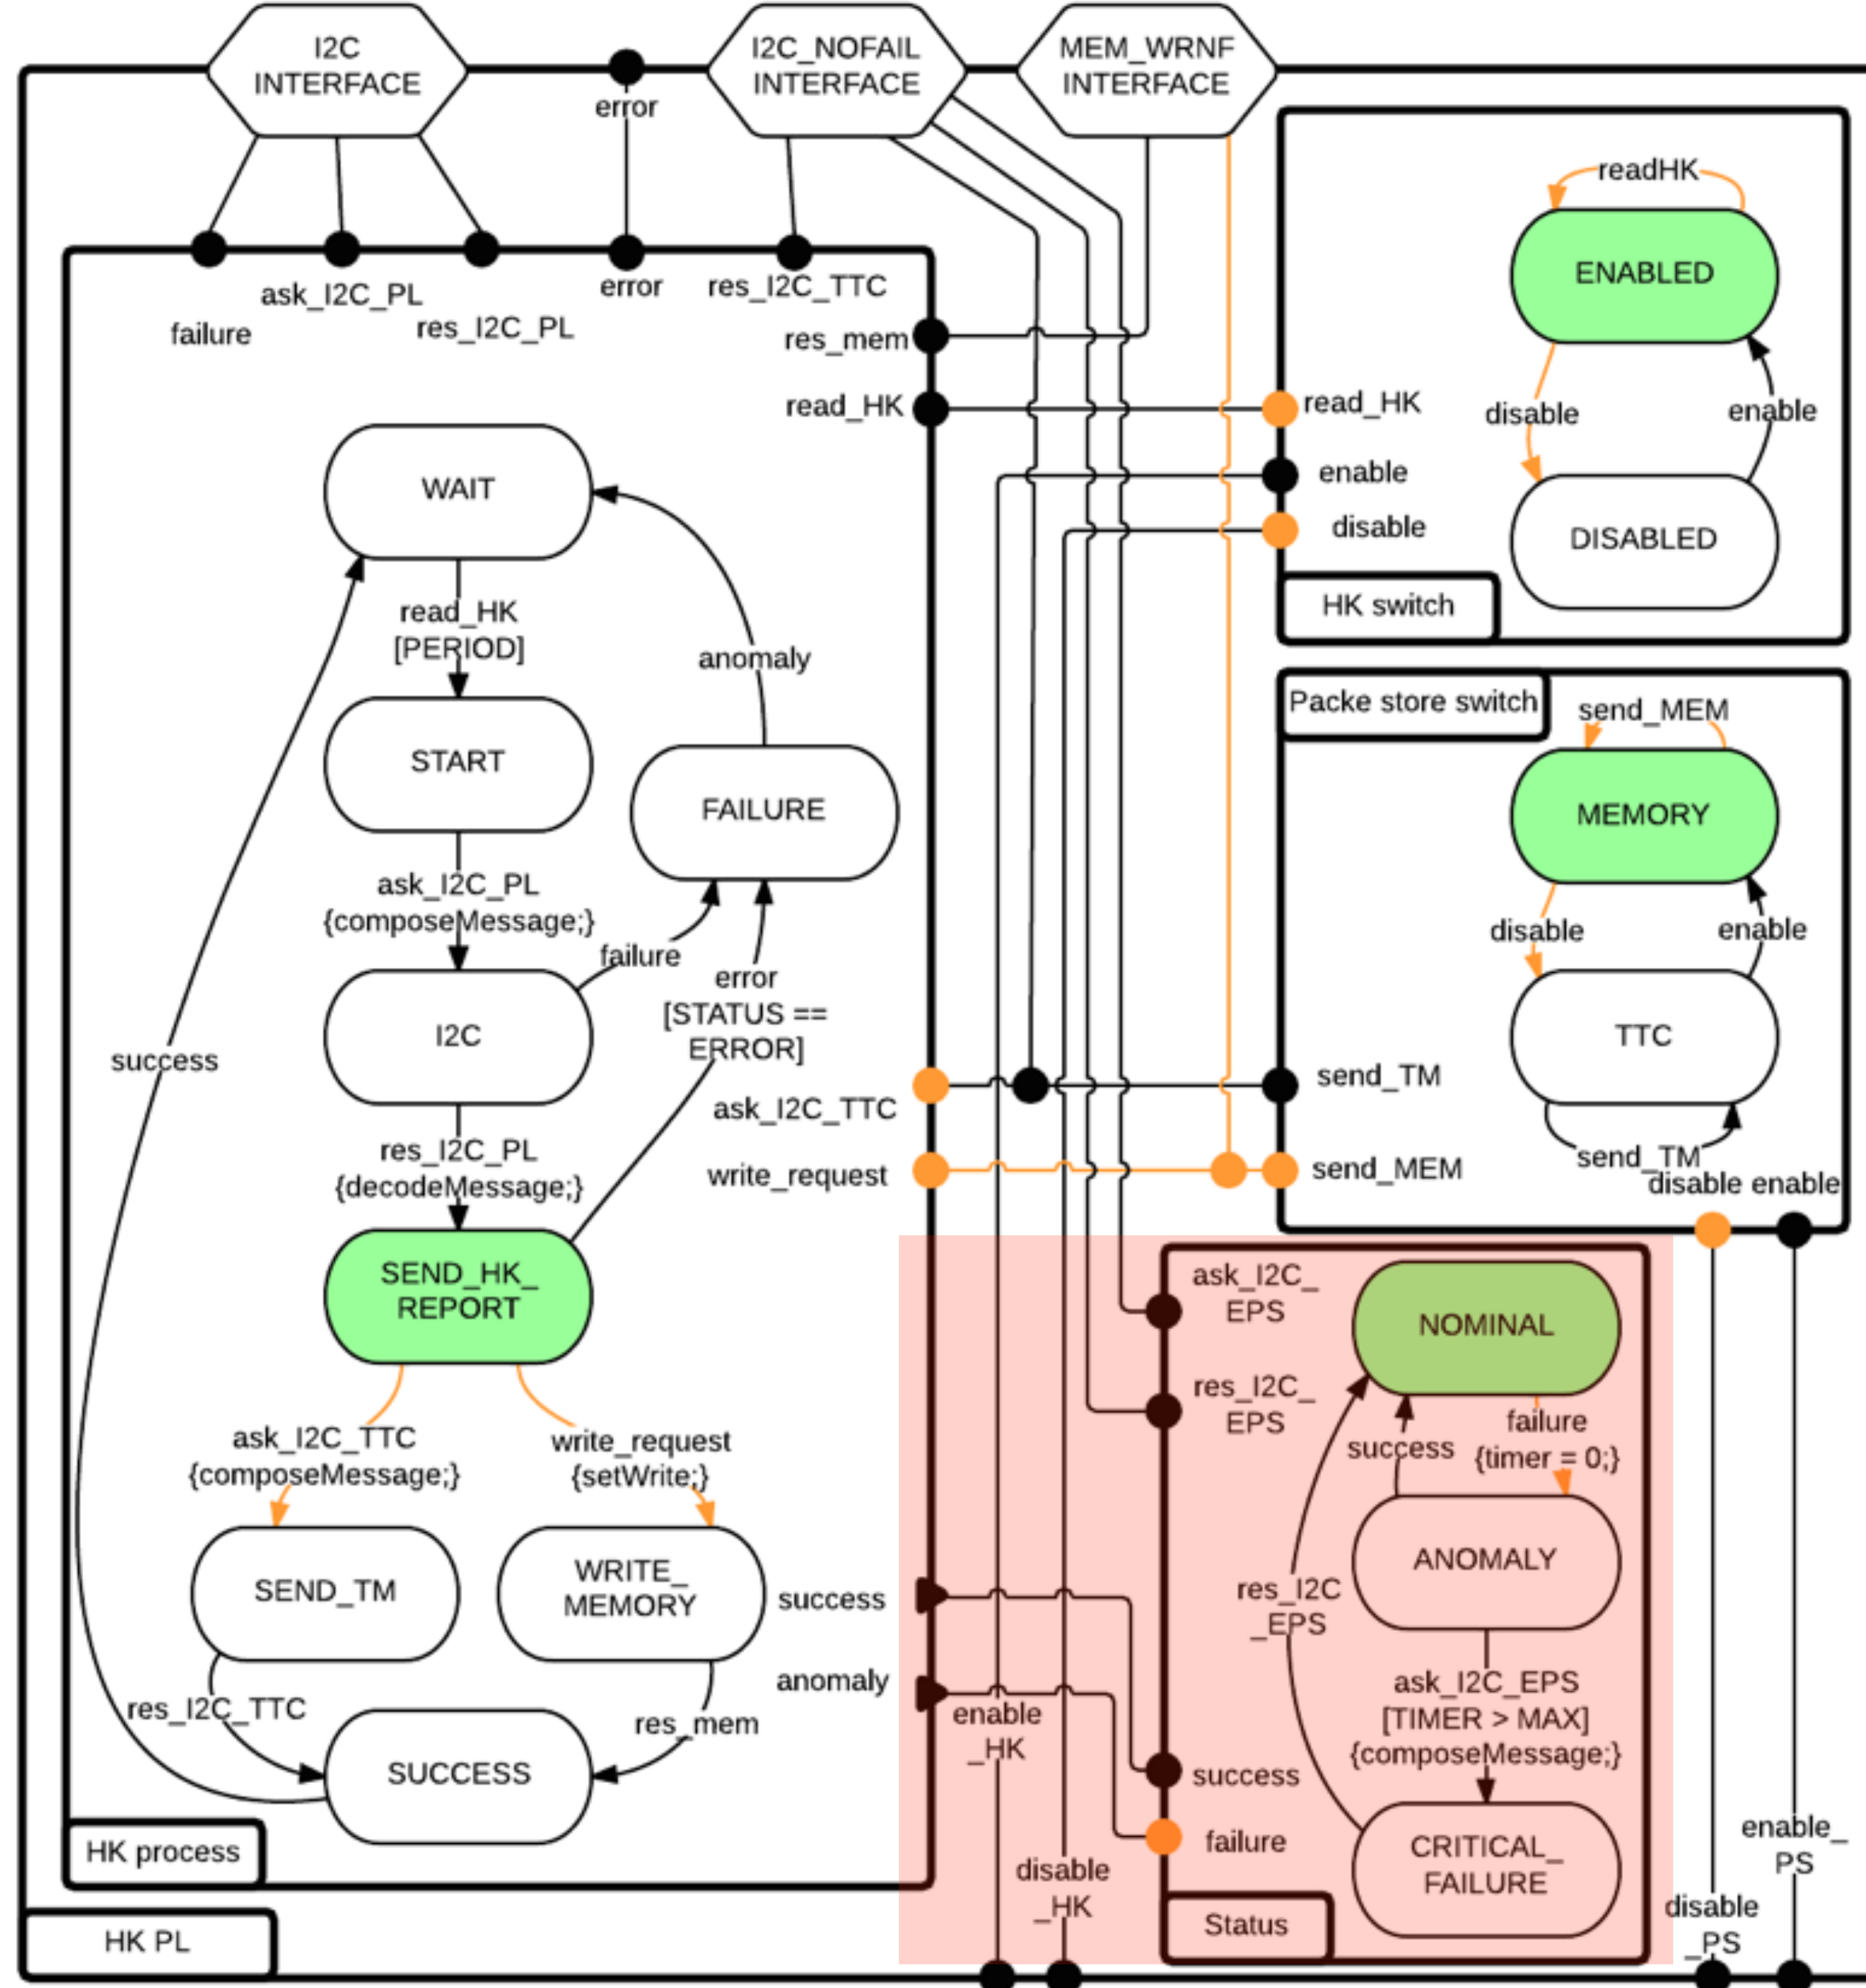 I2C
INTERFACE
error
I2C_NOFAIL
INTERFACE
MEM_WRNF
INTERFACE
failure
ask_I2C_PL
res_I2C_PL
error
res_I2C_TTC
res_mem
read_HK
WAIT
read_HK
[PERIOD]
anomaly
START
FAILURE
ask_I2C_PL
{composeMessage;}
failure
error
[STATUS ==
ERROR]
I2C
success
ask_I2C_TTC
res_I2C_PL
{decodeMessage;}
write_request
SEND_HK_
REPORT
ask_I2C_TTC
{composeMessage;}
write_request
{setWrite;}
SEND_TM
WRITE_
MEMORY
success
anomaly
res_I2C_TTC
res_mem
SUCCESS
HK process
HK PL
readHK
ENABLED
read_HK
disable
enable
enable
disable
DISABLED
HK switch
Packe store switch
send_MEM
MEMORY
disable
enable
TTC
send_TM
send_TM
send_MEM
disable enable
ask_I2C_
EPS
NOMINAL
res_I2C_
EPS
failure
{timer = 0;}
success
ANOMALY
res_I2C
_EPS
ask_I2C_EPS
[TIMER > MAX]
{composeMessage;}
enable
_HK
success
failure
CRITICAL_
FAILURE
disable
_HK
Status
enable_
PS
disable
_PS